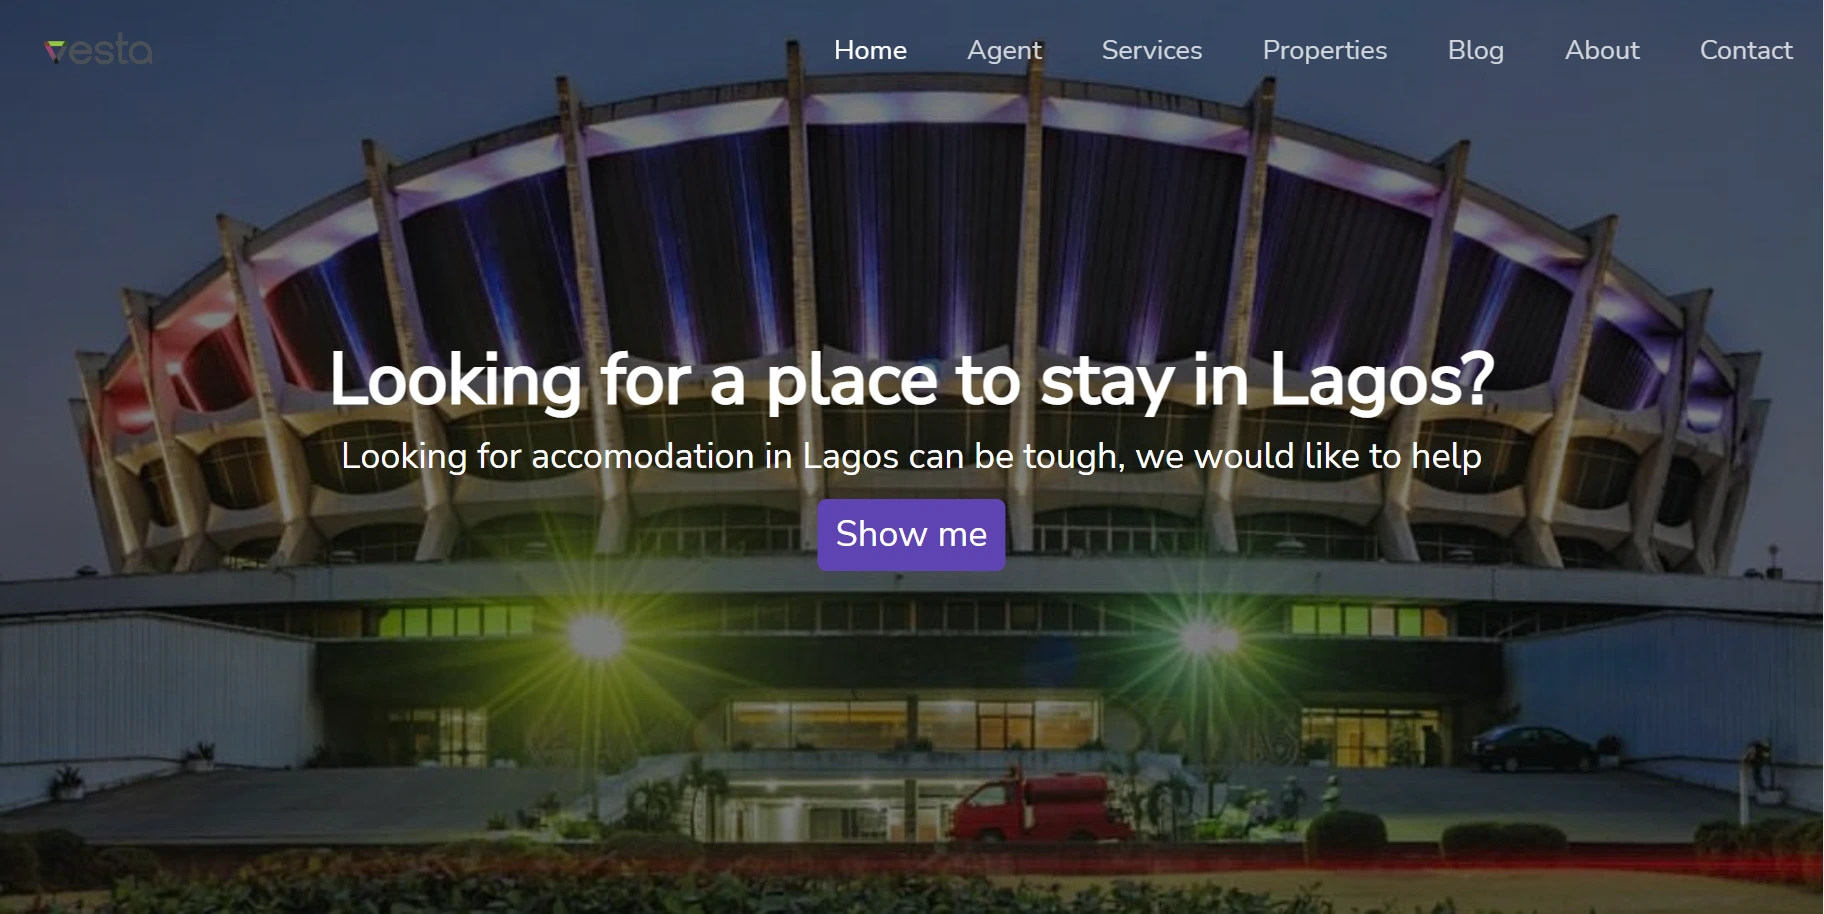 vesta
Home Agent Services Properties Blog About Contact
Looking for a place to stay in Lagos?
Looking for accomodation in Lagos can be tough, we would like to help
Show me